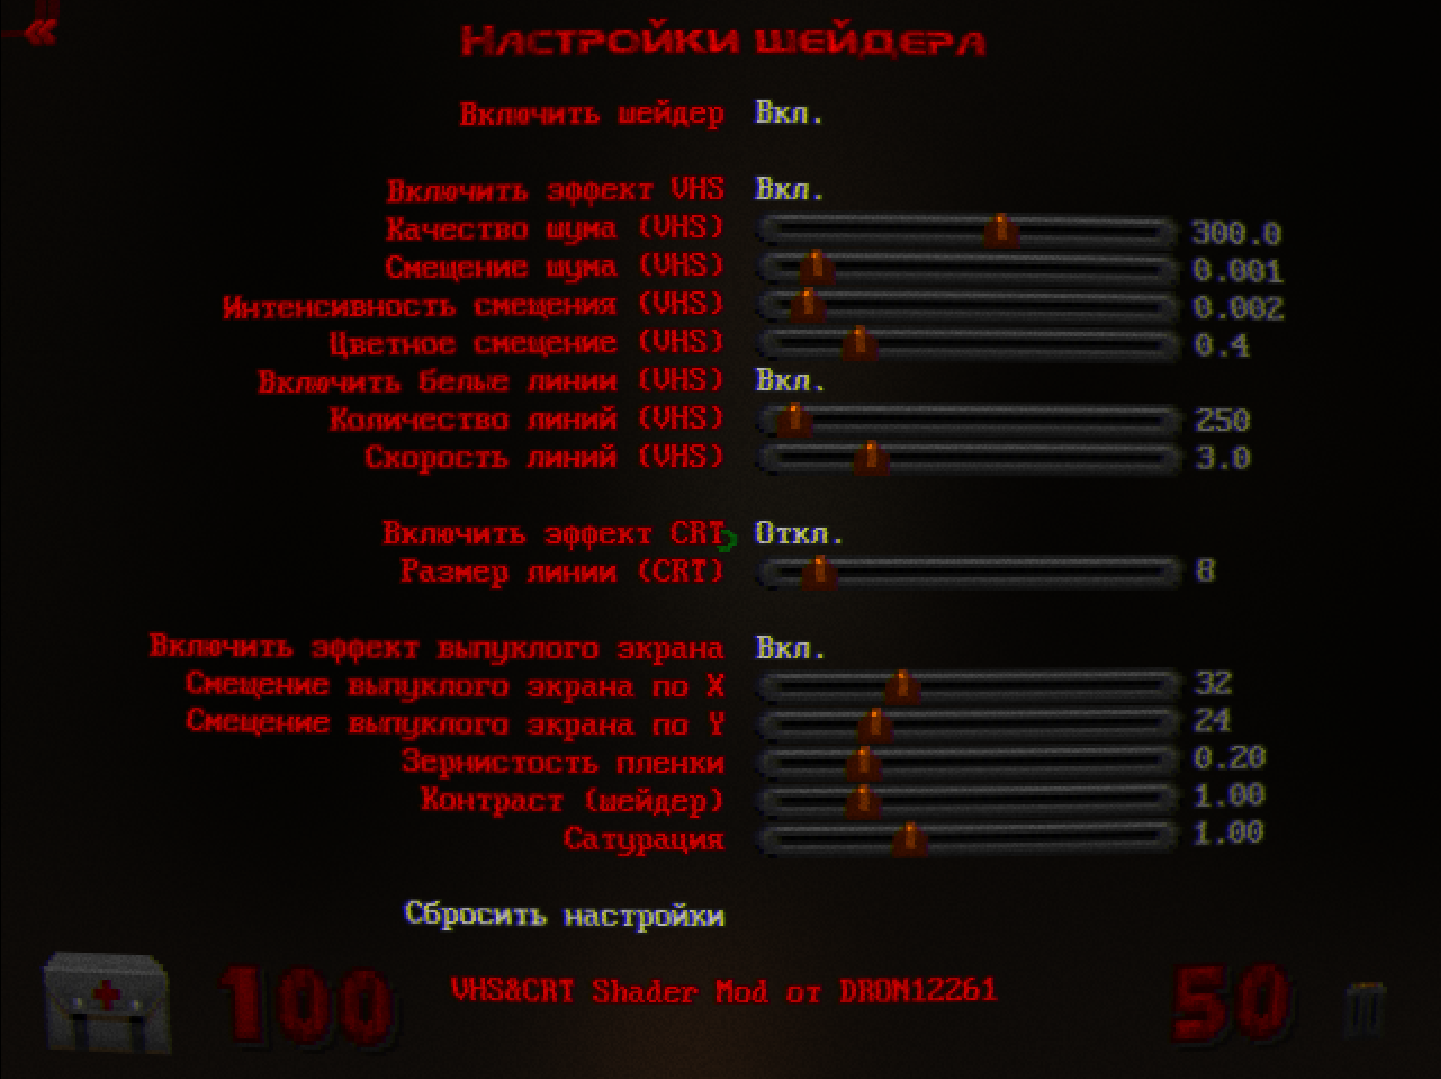 Настройки шейдера
Включить шейдер Вкл.
Включить эффект VHS Вкл.
Качество шума (VHS) 300.0
Смещение шума (VHS) 0.001
Интенсивность смещения (VHS) 0.002
Цветное смещение (VHS) 0.4
Включить белые линии (VHS) Вкл.
Количество линий (VHS) 250
Скорость линий (VHS) 3.0
Включить эффект CRT Откл.
Размер линии (CRT) 8
Включить эффект выпуклого экрана Вкл.
Смещение выпуклого экрана по X 32
Смещение выпуклого экрана по Y 24
Зернистость пленки 0.20
Контраст (шейдер) 1.00
Сатурация 1.00
Сбросить настройки
VHS&CRT Shader Mod от DRON12261
100 50